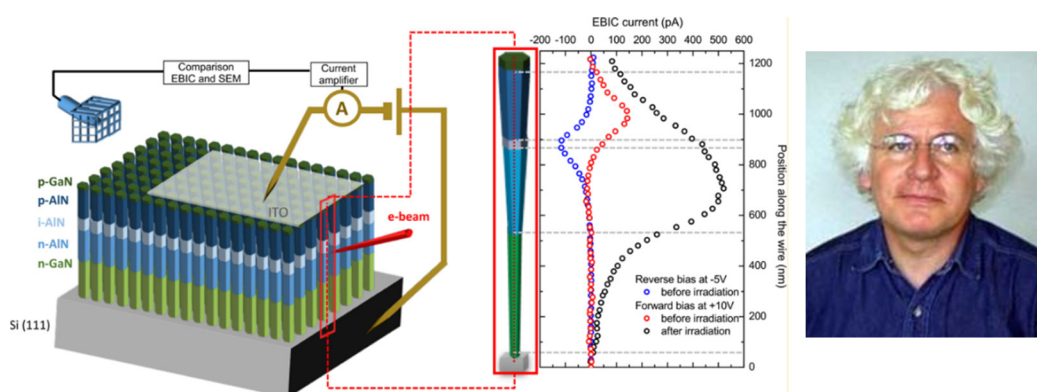 Comparison
EBIC and SEM
Current
amplifier
A
p-GaN
p-AlN
i-AlN
n-AlN
n-GaN
ITO
e-beam
Si (111)
EBIC current (pA)
-200 -100 0 100 200 300 400 500 600
1200
1000
800
600
400
200
0
Position along the wire (nm)
Reverse bias at -5V
before irradiation
Forward bias at +10V
before irradiation
after irradiation